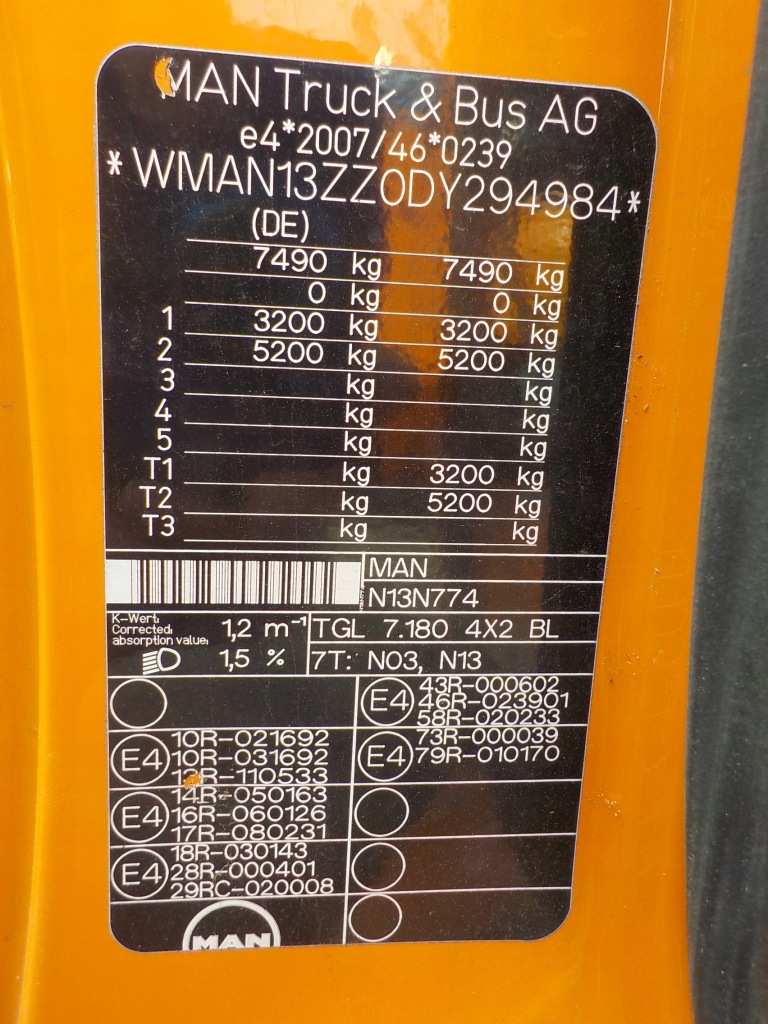 MAN Truck & Bus AG
e4*2007/46*0239
*WMAN13ZZ0DY294984*
(DE)
7490 kg 7490 kg
0 kg 0 kg
1 3200 kg 3200 kg
2 5200 kg 5200 kg
3 kg kg
4 kg kg
5 kg kg
T1 kg 3200 kg
T2 kg 5200 kg
T3 kg kg
MAN
N13N774
K-Wert:
Corrected:
absorption value:
1,2 m⁻¹
TGL 7.180 4X2 BL
1,5 %
7T: N03, N13
E4
43R-000602
46R-023901
58R-020233
E4
10R-021692
10R-031692
12R-110533
E4
73R-000039
79R-010170
E4
14R-050163
16R-060126
17R-080231
E4
18R-030143
28R-000401
29RC-020008
MAN